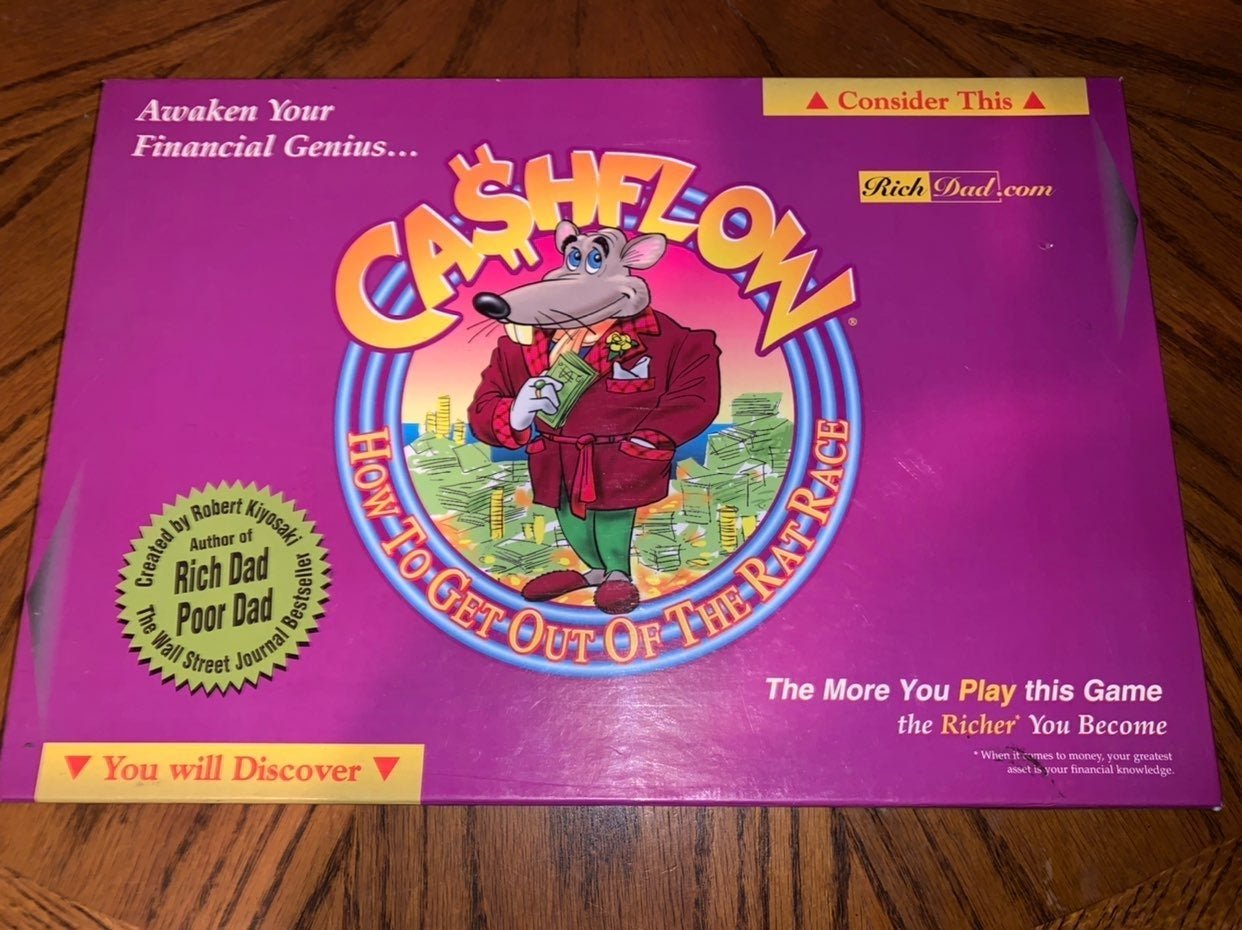 Awaken Your
Financial Genius...
▲ Consider This ▲
Rich Dad.com
CA$HFLOW®
HOW TO GET OUT OF THE RAT RACE
Created by Robert Kiyosaki
Author of
Rich Dad
Poor Dad
The Wall Street Journal Bestseller
The More You Play this Game
the Richer* You Become
* When it comes to money, your greatest
asset is your financial knowledge.
▼ You will Discover ▼